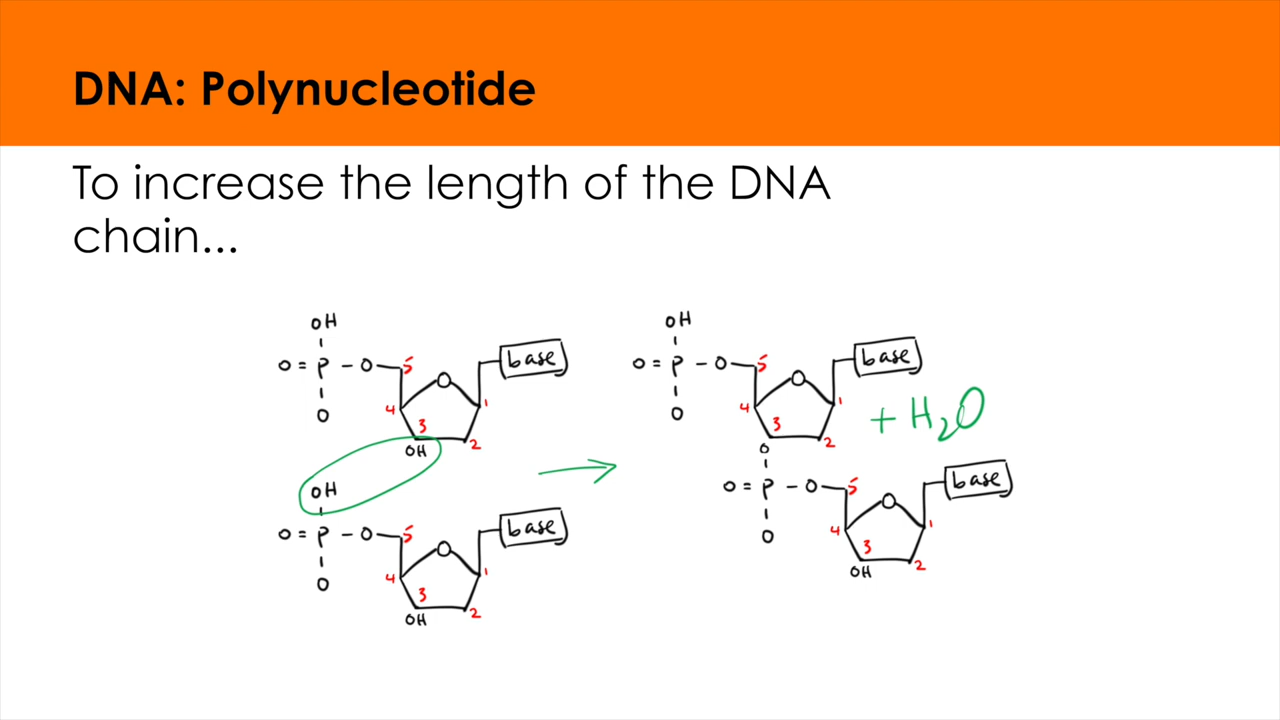 DNA: Polynucleotide
To increase the length of the DNA
chain...
OH
O = P - O - 5
base
O
4
1
3
2
O
OH
OH
O = P - O - 5
base
O
4
1
3
2
O
OH
OH
O = P - O - 5
base
O
4
1
3
2
O
+ H2O
O
O = P - O - 5
base
O
4
1
3
2
O
OH